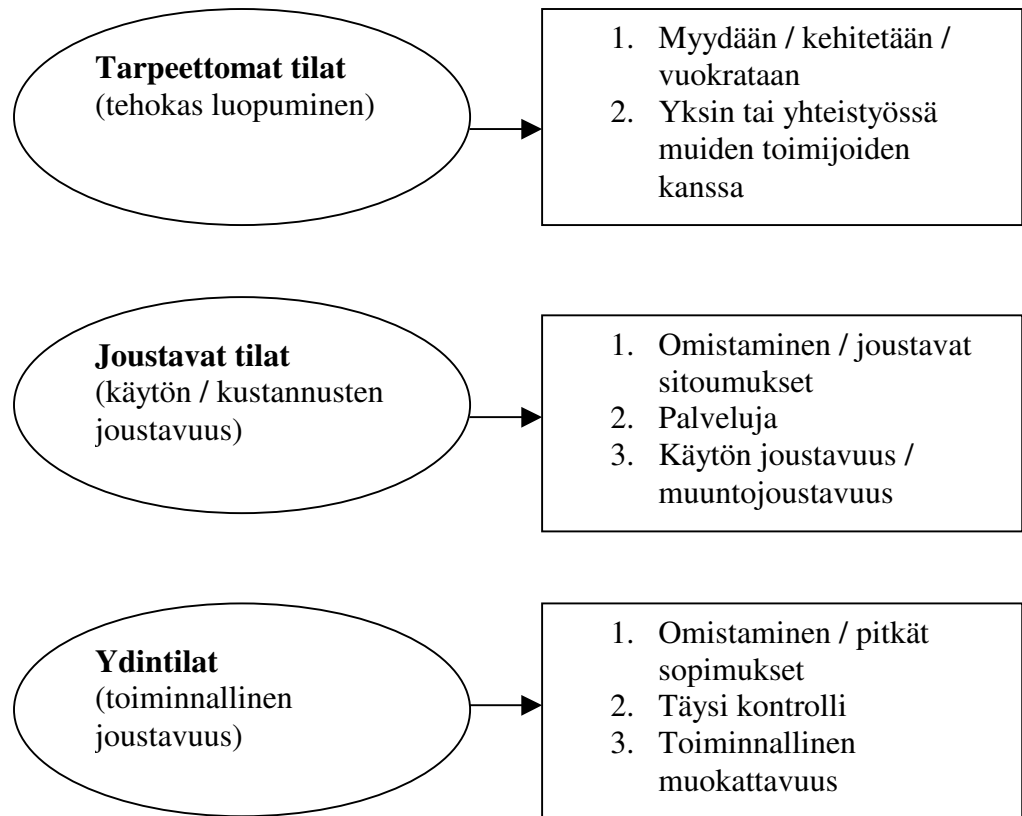 Tarpeettomat tilat
(tehokas luopuminen)
1. Myydään / kehitetään /
vuokrataan
2. Yksin tai yhteistyössä
muiden toimijoiden
kanssa
Joustavat tilat
(käytön / kustannusten
joustavuus)
1. Omistaminen / joustavat
sitoumukset
2. Palveluja
3. Käytön joustavuus /
muuntojoustavuus
Ydintilat
(toiminnallinen
joustavuus)
1. Omistaminen / pitkät
sopimukset
2. Täysi kontrolli
3. Toiminnallinen
muokattavuus